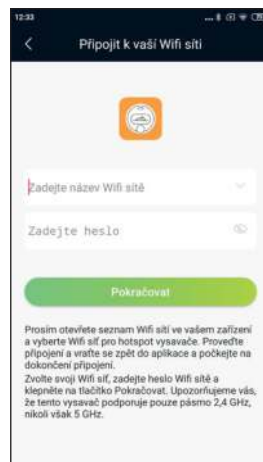 12:33
Připojit k vaší Wifi síti
Zadejte název Wifi sítě
Zadejte heslo
Pokračovat
Prosím otevřete seznam Wifi sítí ve vašem zařízení
a vyberte Wifi síť pro hotspot vysavače. Proveďte
připojení a vraťte se zpět do aplikace a počkejte na
dokončení připojení.
Zvolte svoji Wifi síť, zadejte heslo Wifi sítě a
klepněte na tlačítko Pokračovat. Upozorňujeme vás,
že tento vysavač podporuje pouze pásmo 2,4 GHz,
nikoli však 5 GHz.